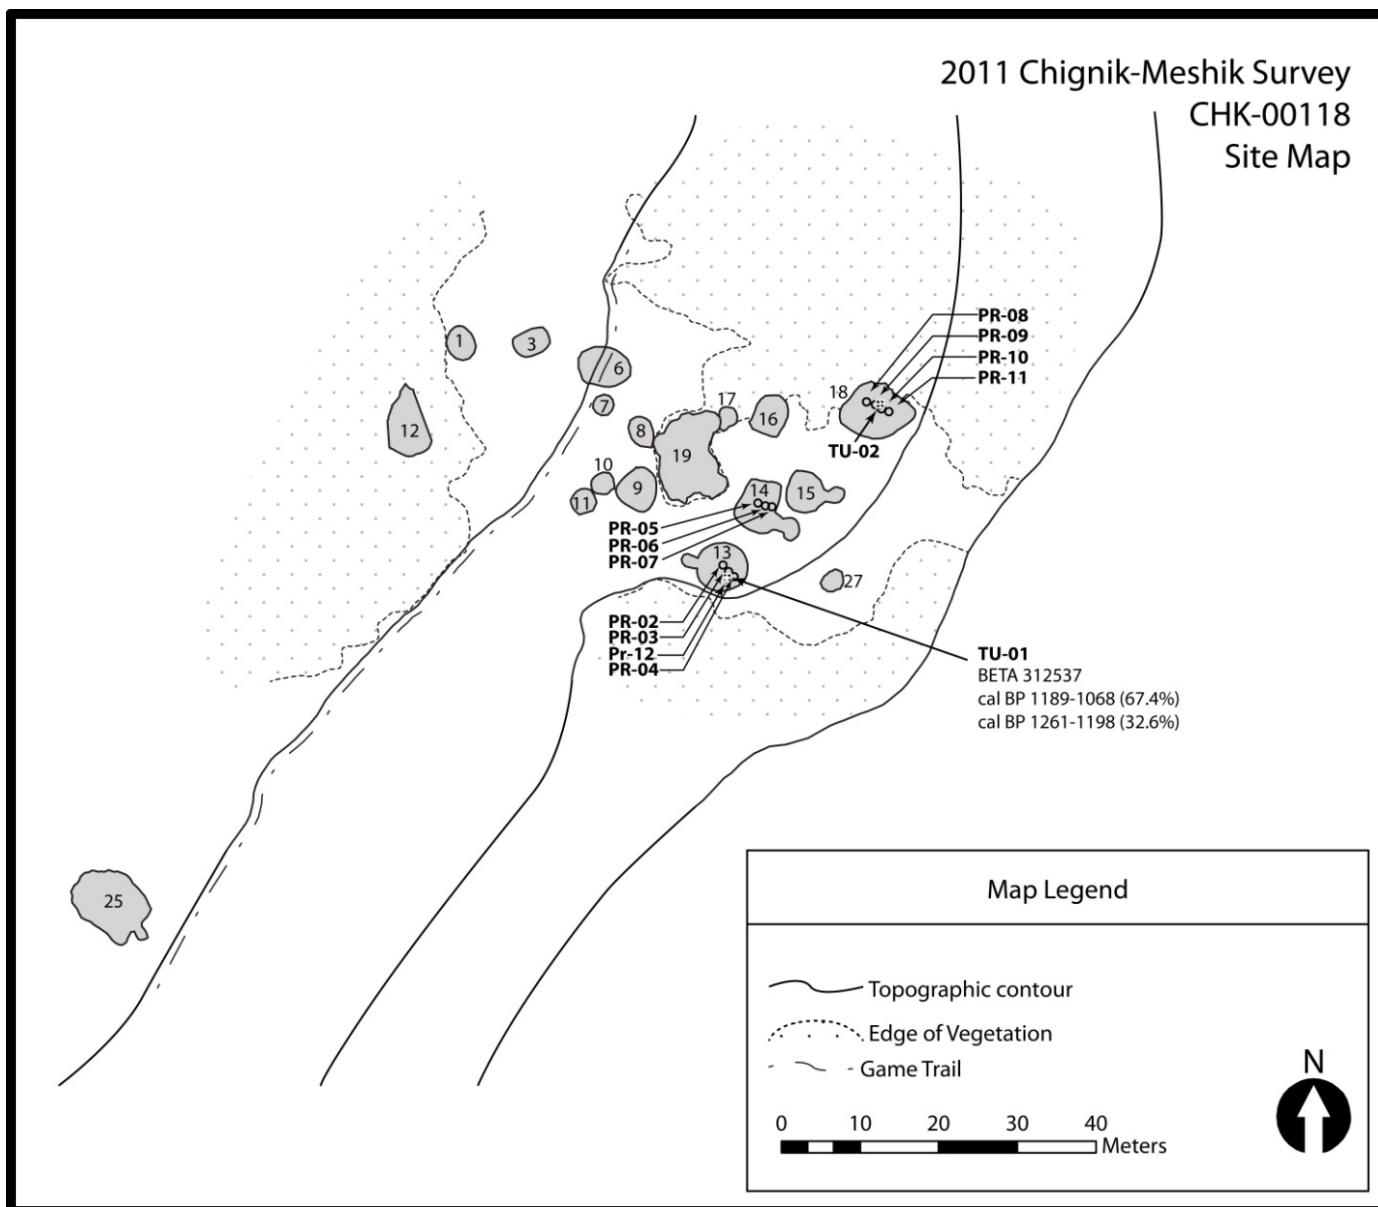 2011 Chignik-Meshik Survey
CHK-00118
Site Map
PR-08
PR-09
PR-10
PR-11
1
3
6
7
12
8
17
16
18
TU-02
19
10
11
9
14
15
PR-05
PR-06
PR-07
13
27
PR-02
PR-03
Pr-12
PR-04
TU-01
BETA 312537
cal BP 1189-1068 (67.4%)
cal BP 1261-1198 (32.6%)
25
Map Legend
Topographic contour
Edge of Vegetation
Game Trail
N
0 10 20 30 40
Meters